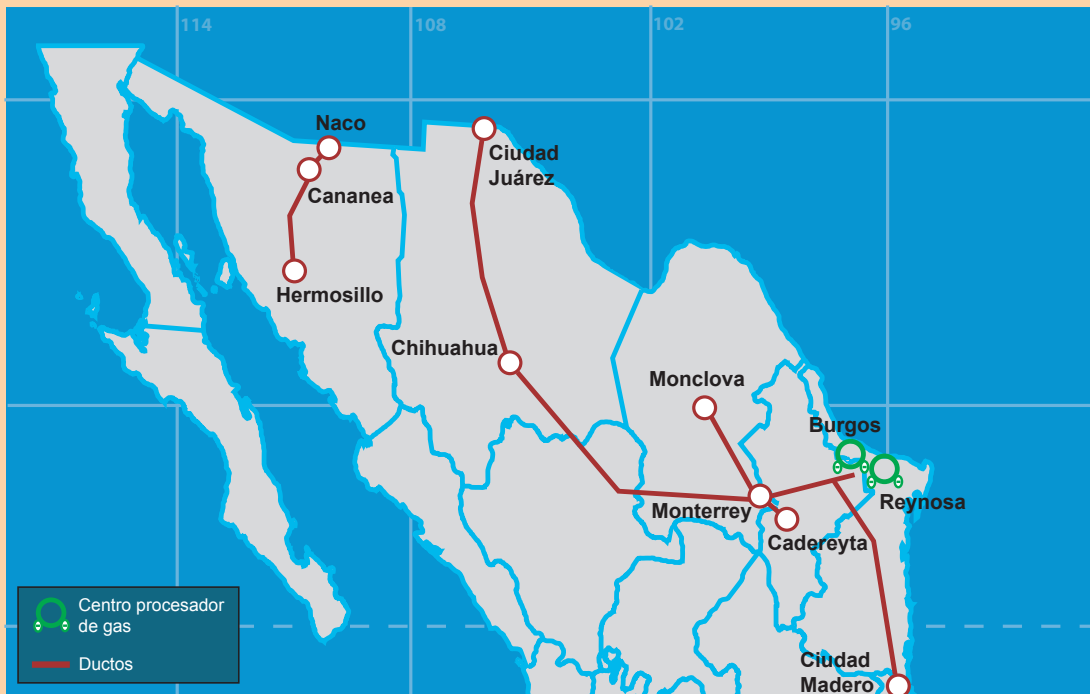 114
108
102
96
Naco
Ciudad
Juárez
Cananea
Hermosillo
Chihuahua
Monclova
Burgos
Monterrey
Reynosa
Cadereyta
Centro procesador
de gas
Ductos
Ciudad
Madero